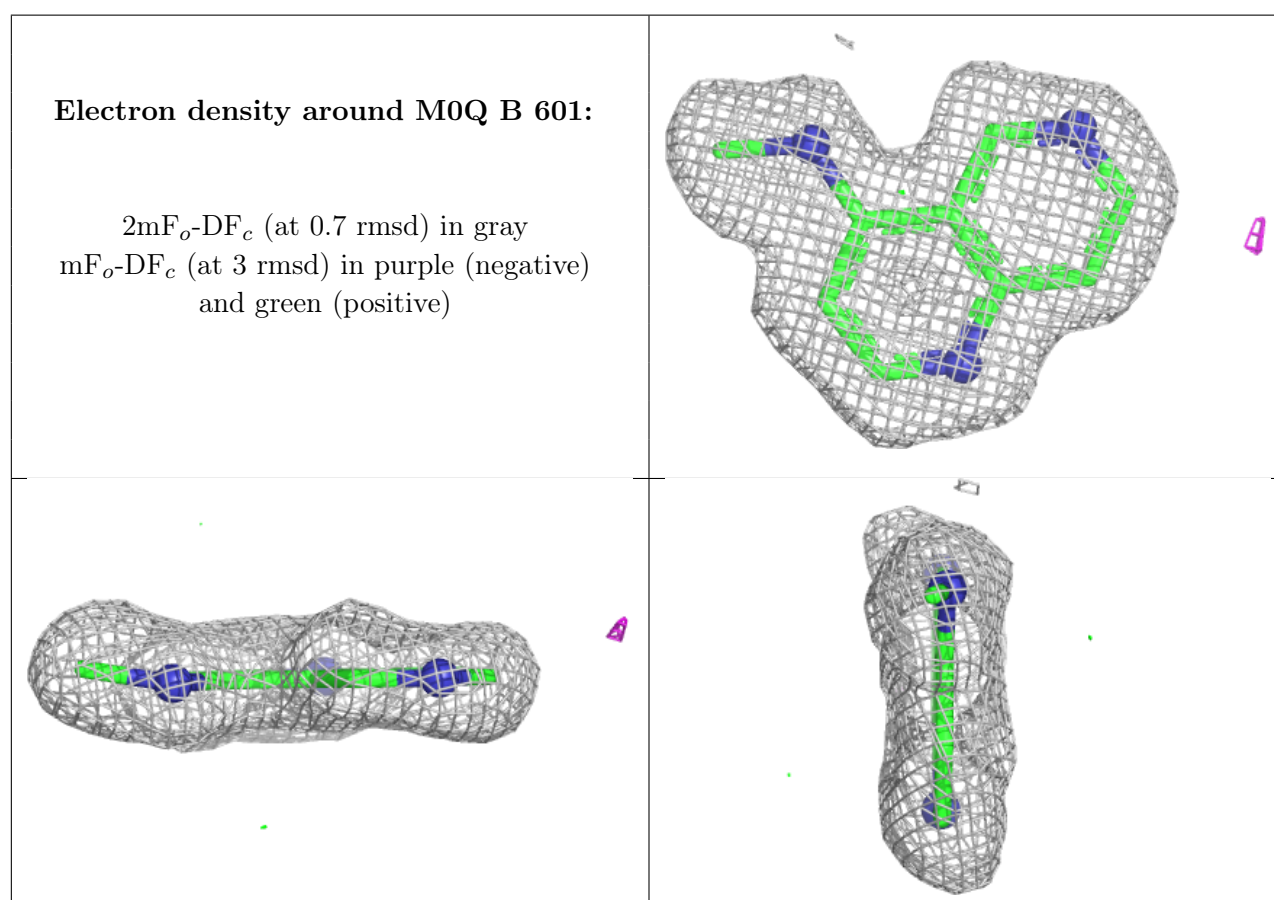 Electron density around M0Q B 601:
2mFo-DFc (at 0.7 rmsd) in gray
mFo-DFc (at 3 rmsd) in purple (negative)
and green (positive)